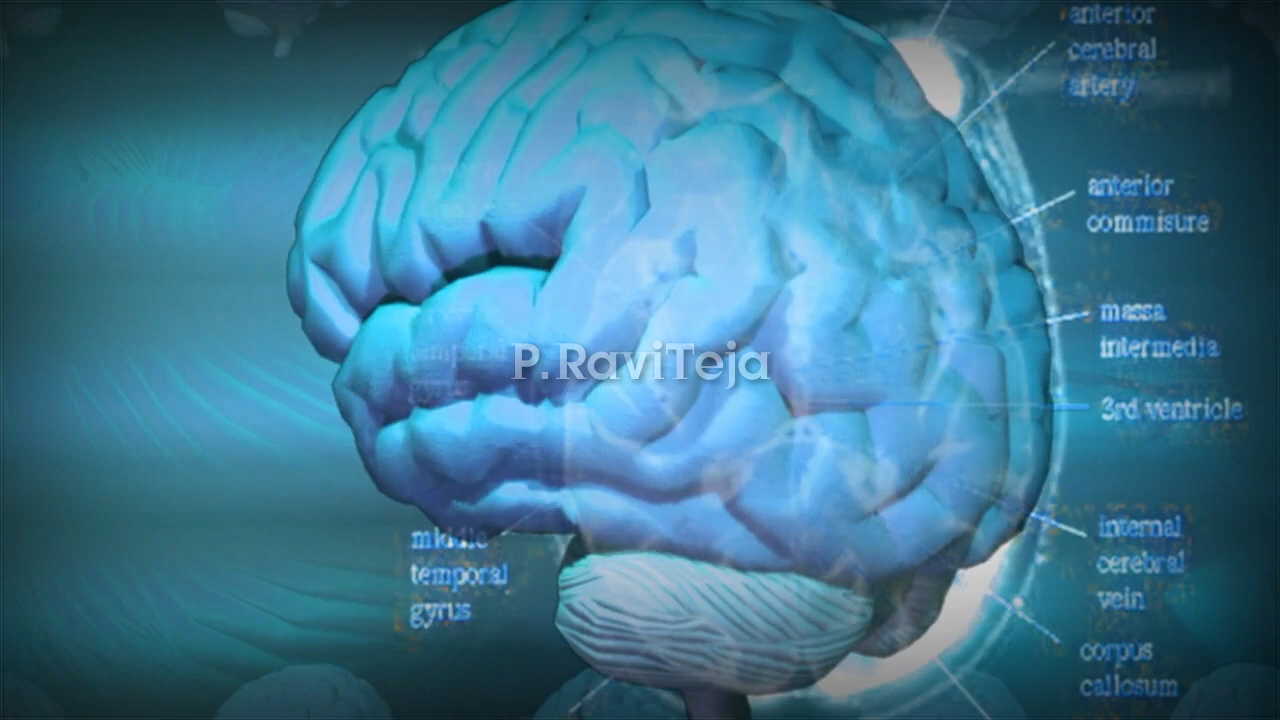 anterior
cerebral
artery
anterior
commisure
massa
intermedia
P. RaviTeja
3rd ventricle
middle
temporal
gyrus
internal
cerebral
vein
corpus
callosum